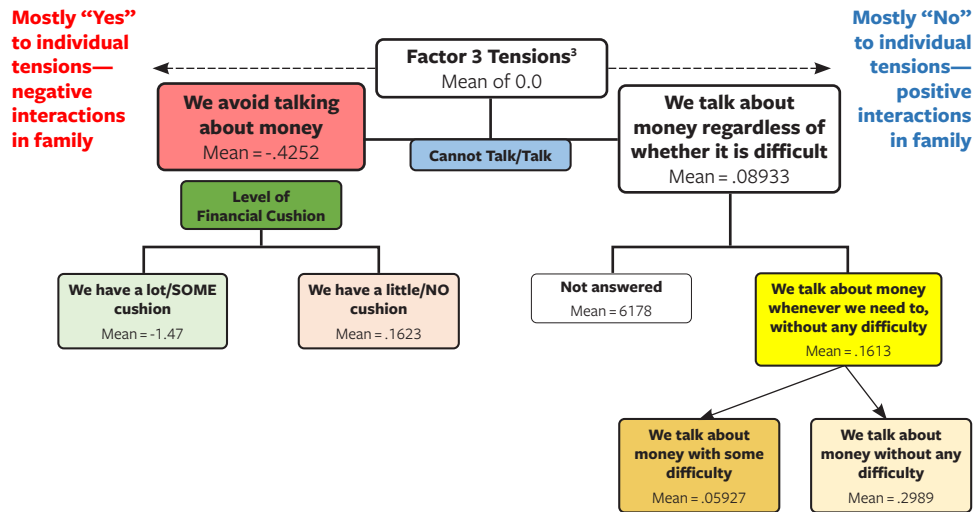 Mostly “Yes”
to individual
tensions—
negative
interactions
in family
Factor 3 Tensions³
Mean of 0.0
Mostly “No”
to individual
tensions—
positive
interactions
in family
We avoid talking
about money
Mean = -.4252
Cannot Talk/Talk
We talk about
money regardless of
whether it is difficult
Mean = .08933
Level of
Financial Cushion
We have a lot/SOME
cushion
Mean = -1.47
We have a little/NO
cushion
Mean = .1623
Not answered
Mean = 6178
We talk about money
whenever we need to,
without any difficulty
Mean = .1613
We talk about
money with some
difficulty
Mean = .05927
We talk about
money without any
difficulty
Mean = .2989